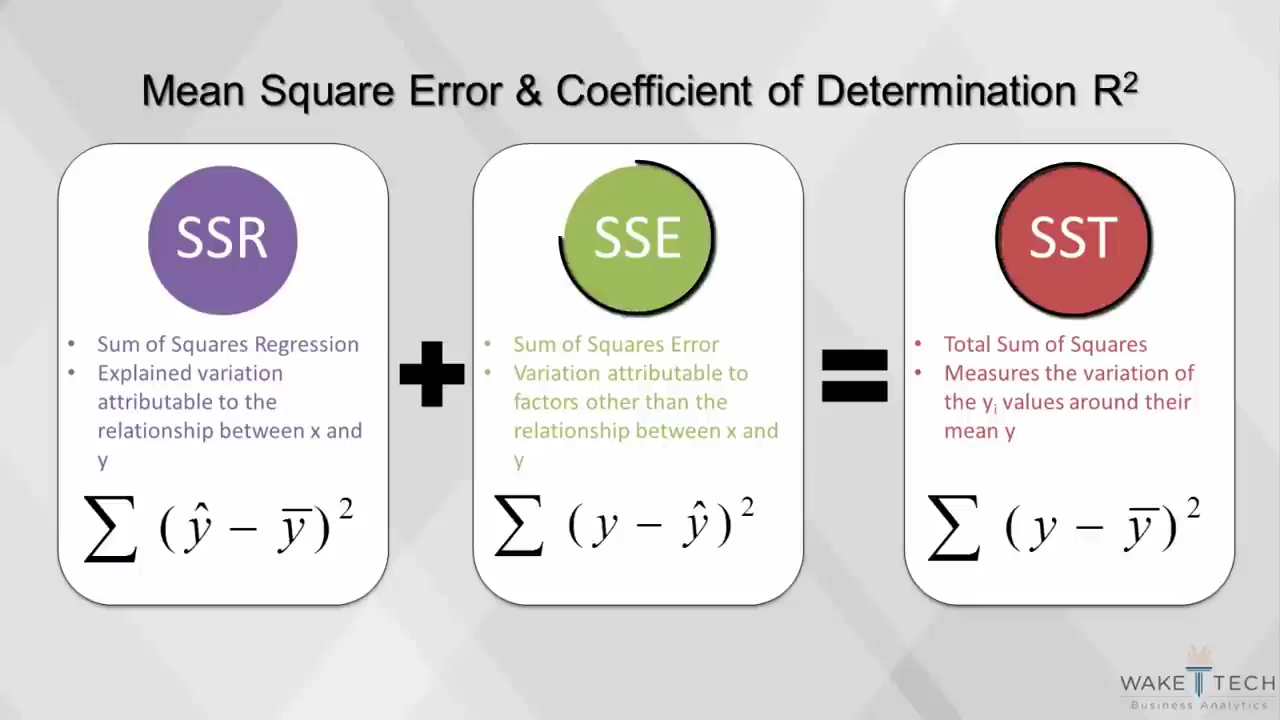 Mean Square Error & Coefficient of Determination R²
SSR
• Sum of Squares Regression
• Explained variation
attributable to the
relationship between x and
y
∑ (ŷ − y̅)²
+
SSE
• Sum of Squares Error
• Variation attributable to
factors other than the
relationship between x and
y
∑ (y − ŷ)²
=
SST
• Total Sum of Squares
• Measures the variation of
the yᵢ values around their
mean y
∑ (y − y̅)²
WAKE TECH
Business Analytics